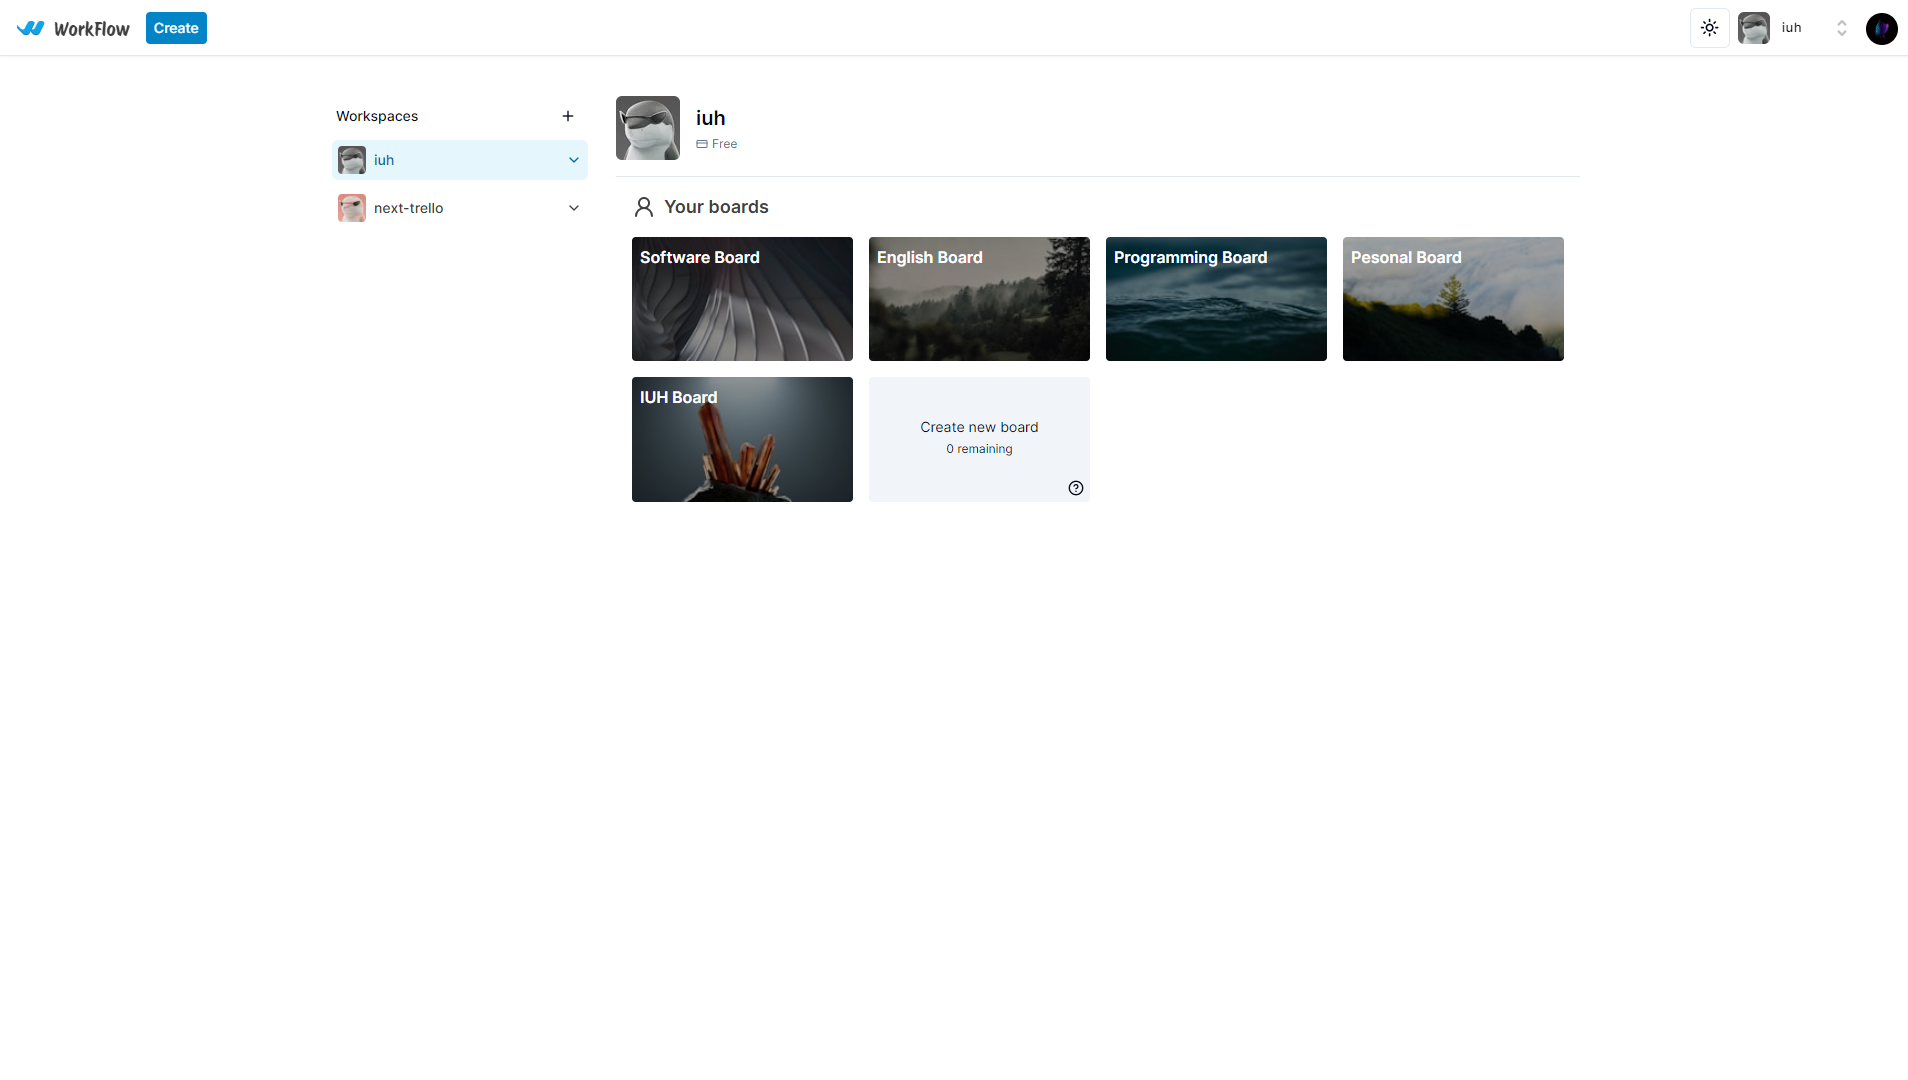 WorkFlow
Create
iuh
Workspaces
iuh
next-trello
iuh
Free
Your boards
Software Board
English Board
Programming Board
Pesonal Board
IUH Board
Create new board
0 remaining